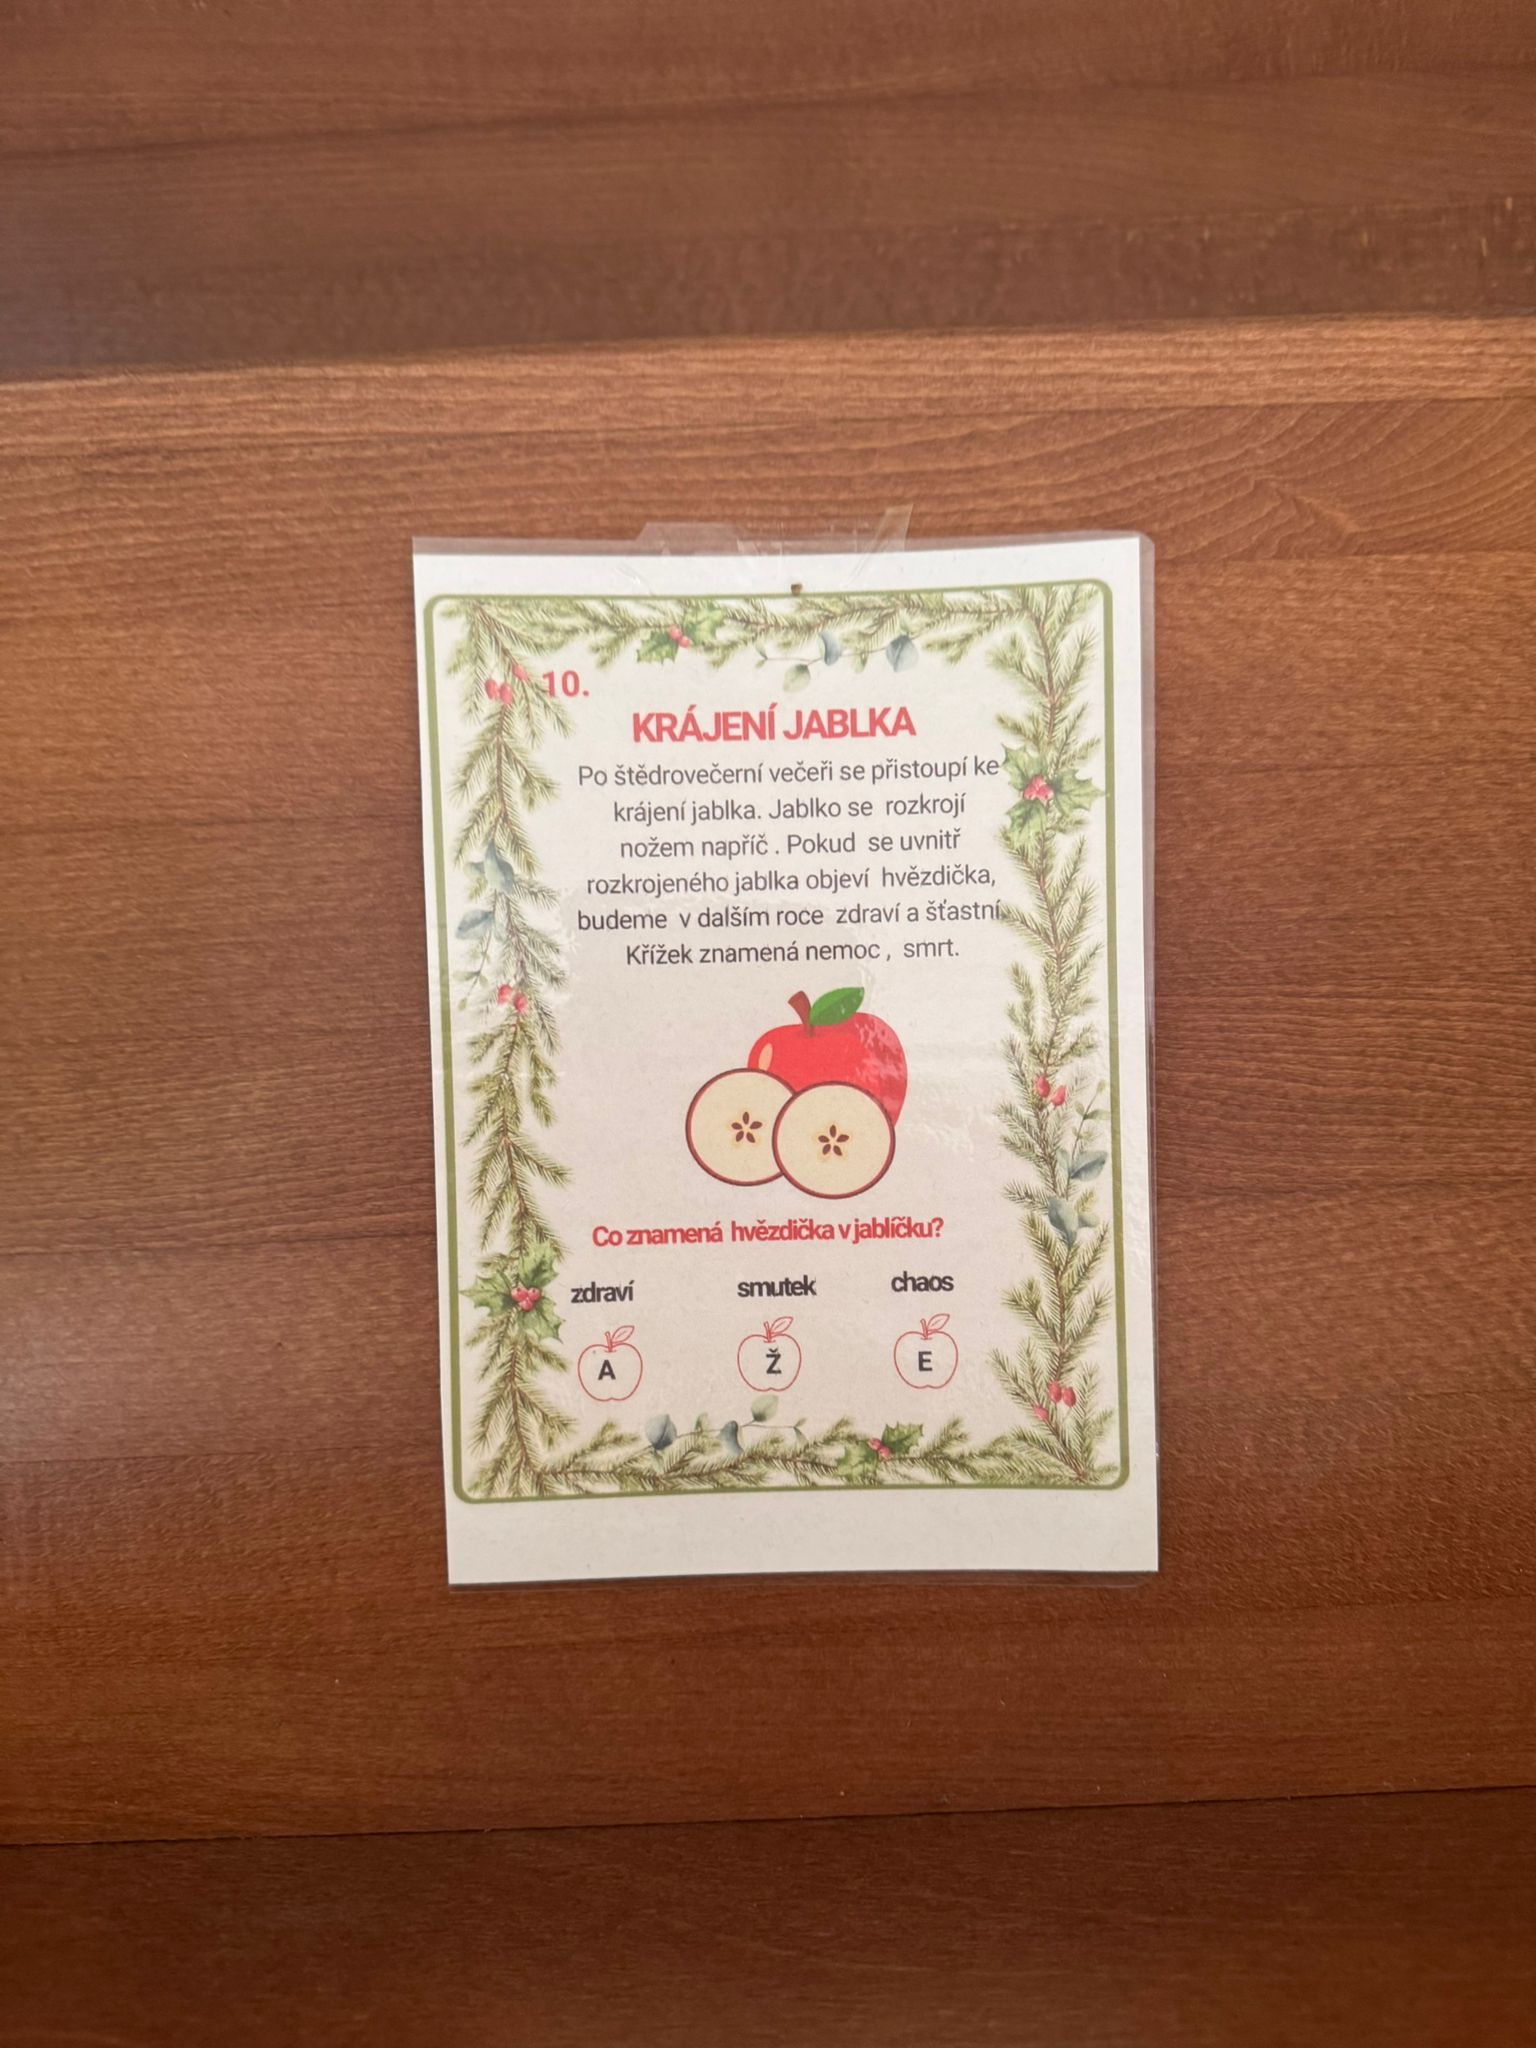 10.
KRÁJENÍ JABLKA
Po štědrovečerní večeři se přistoupí ke
krájení jablka. Jablko se rozkrojí
nožem napříč . Pokud se uvnitř
rozkrojeného jablka objeví hvězdička,
budeme v dalším roce zdraví a šťastní.
Křížek znamená nemoc , smrt.
Co znamená hvězdička v jablíčku?
zdraví smutek chaos
A Ž E